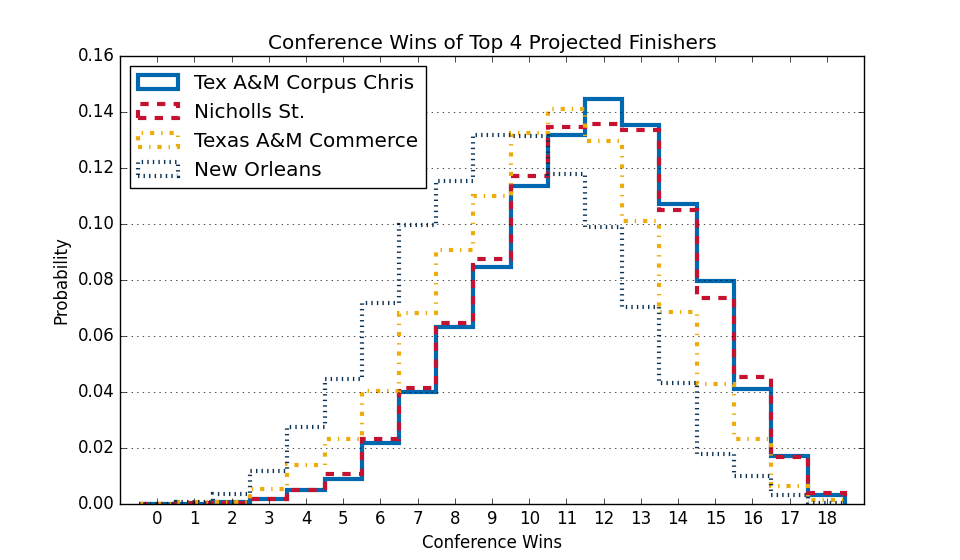 Conference Wins of Top 4 Projected Finishers
0.16
0.14
0.12
0.10
0.08
0.06
0.04
0.02
0.00
Probability
Tex A&M Corpus Chris
Nicholls St.
Texas A&M Commerce
New Orleans
0 1 2 3 4 5 6 7 8 9 10 11 12 13 14 15 16 17 18
Conference Wins